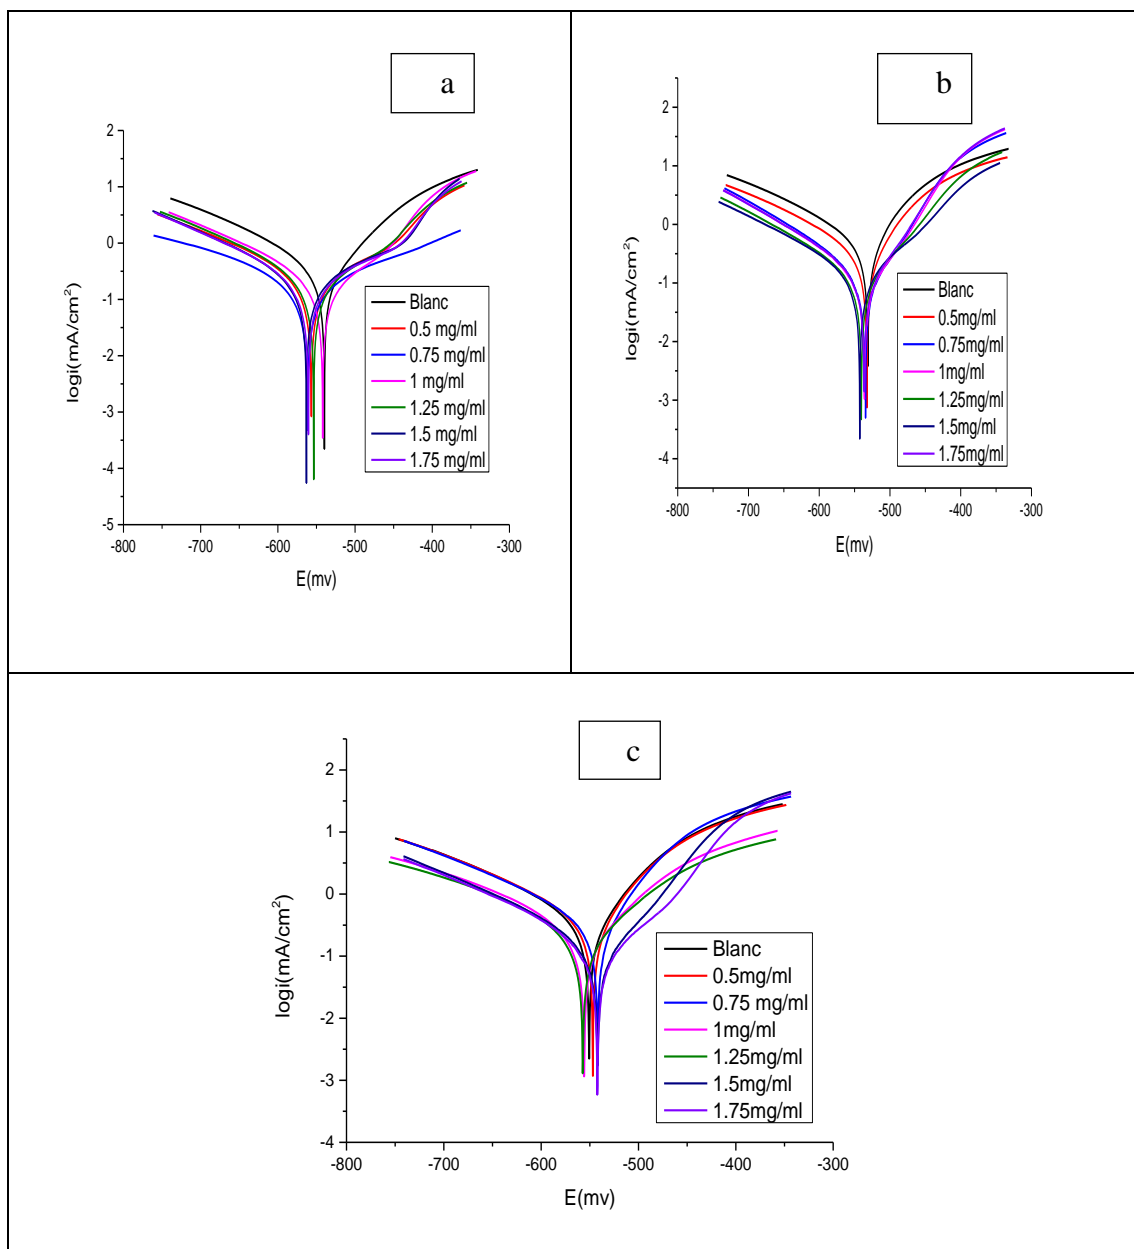 a
2
1
0
-1
-2
-3
-4
-5
logi(mA/cm²)
Blanc
0.5 mg/ml
0.75 mg/ml
1 mg/ml
1.25 mg/ml
1.5 mg/ml
1.75 mg/ml
-800 -700 -600 -500 -400 -300
E(mv)
b
2
1
0
-1
-2
-3
-4
logi(mA/cm²)
Blanc
0.5mg/ml
0.75mg/ml
1mg/ml
1.25mg/ml
1.5mg/ml
1.75mg/ml
-800 -700 -600 -500 -400 -300
E(mv)
c
2
1
0
-1
-2
-3
-4
logi(mA/cm²)
Blanc
0.5mg/ml
0.75 mg/ml
1mg/ml
1.25mg/ml
1.5mg/ml
1.75mg/ml
-800 -700 -600 -500 -400 -300
E(mv)